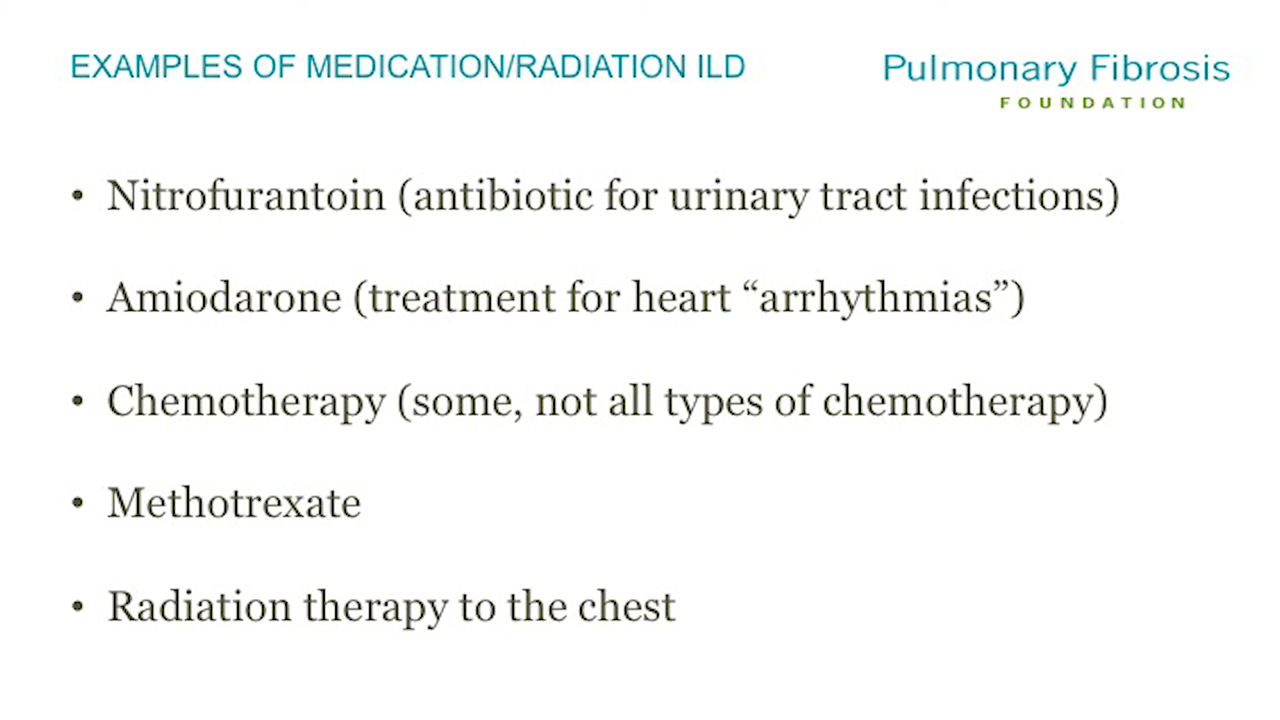 EXAMPLES OF MEDICATION/RADIATION ILD
Pulmonary Fibrosis
FOUNDATION
• Nitrofurantoin (antibiotic for urinary tract infections)
• Amiodarone (treatment for heart “arrhythmias”)
• Chemotherapy (some, not all types of chemotherapy)
• Methotrexate
• Radiation therapy to the chest